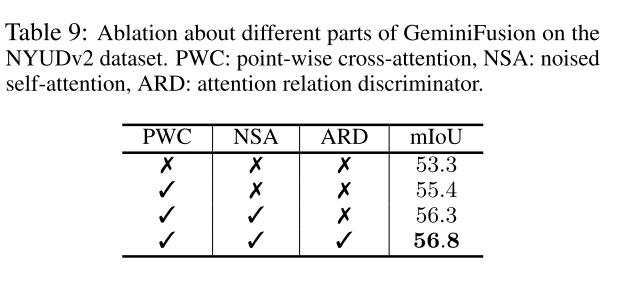 Table 9: Ablation about different parts of GeminiFusion on the
NYUDv2 dataset. PWC: point-wise cross-attention, NSA: noised
self-attention, ARD: attention relation discriminator.
PWC NSA ARD mIoU
✗ ✗ ✗ 53.3
✓ ✗ ✗ 55.4
✓ ✓ ✗ 56.3
✓ ✓ ✓ 56.8